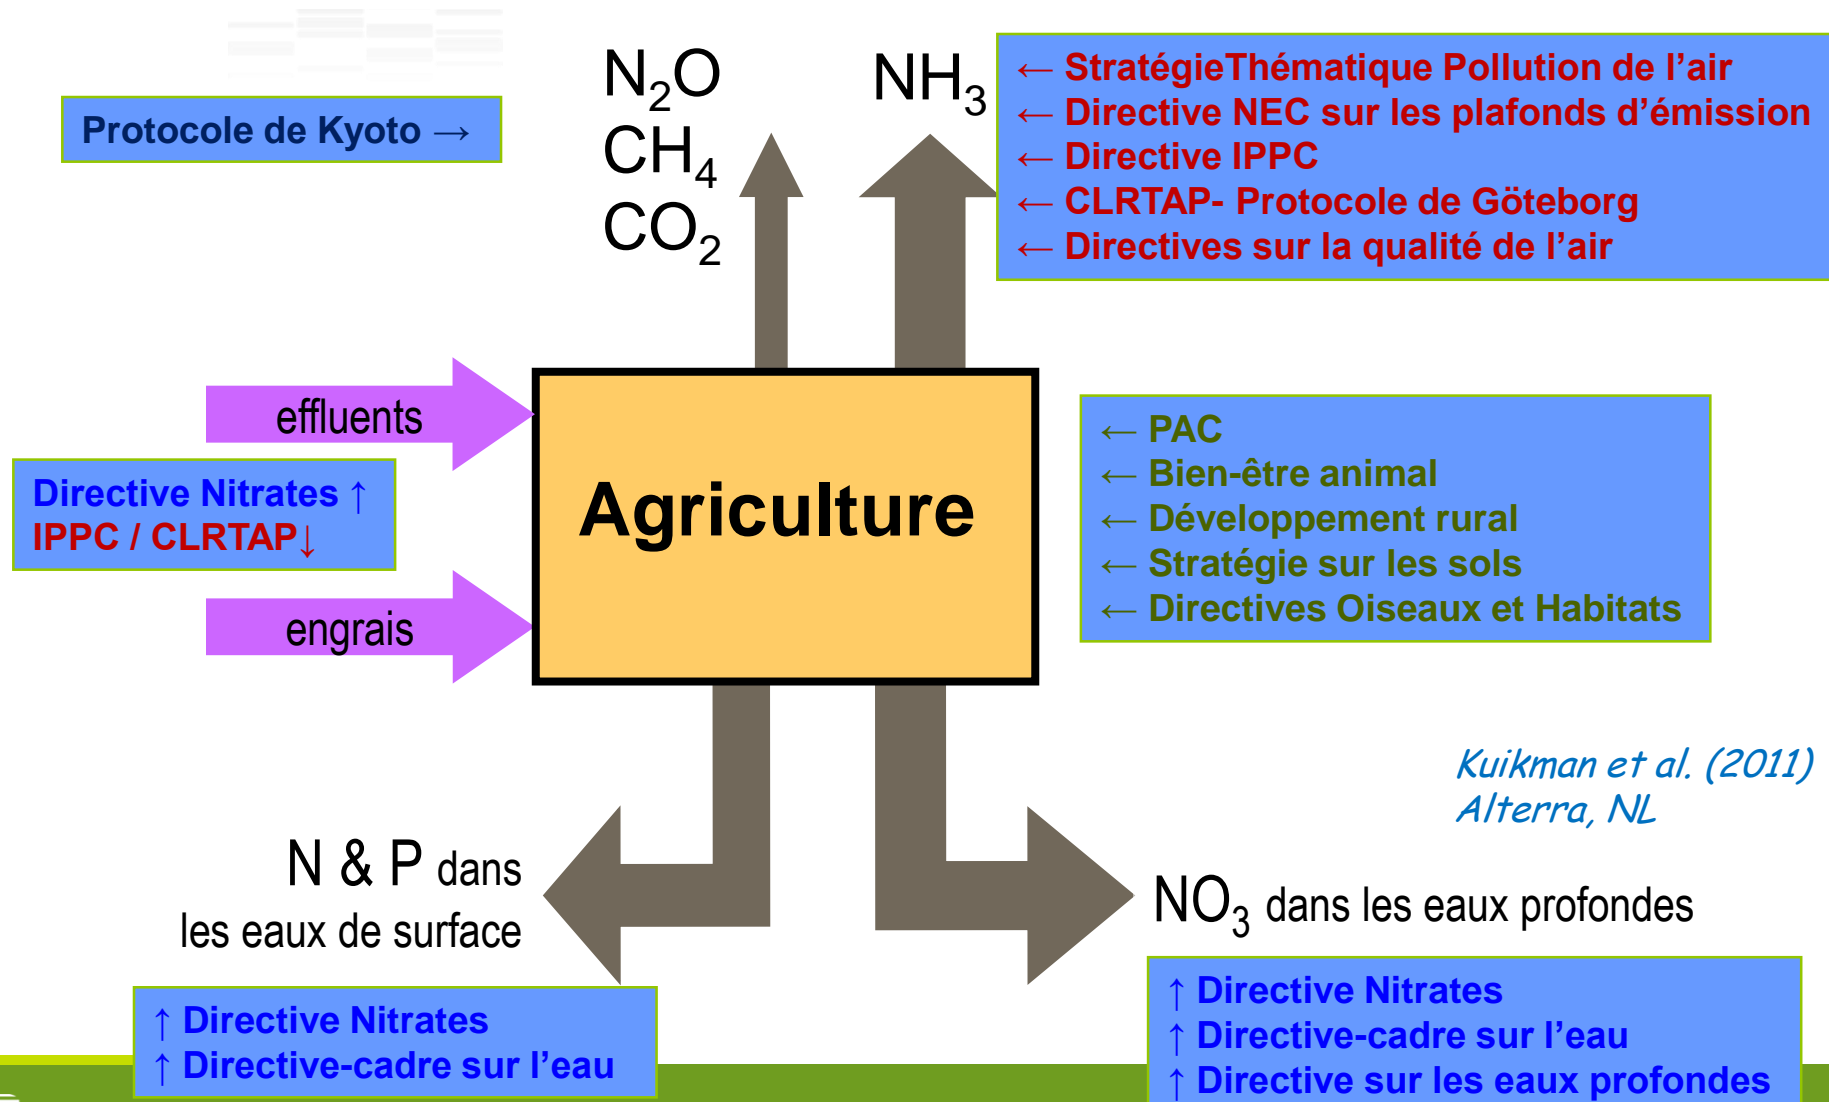 Protocole de Kyoto →
N₂O
CH₄
CO₂
NH₃
← StratégieThématique Pollution de l’air
← Directive NEC sur les plafonds d’émission
← Directive IPPC
← CLRTAP- Protocole de Göteborg
← Directives sur la qualité de l’air
effluents
Directive Nitrates ↑
IPPC / CLRTAP↓
engrais
Agriculture
← PAC
← Bien-être animal
← Développement rural
← Stratégie sur les sols
← Directives Oiseaux et Habitats
Kuikman et al. (2011)
Alterra, NL
N & P dans
les eaux de surface
↑ Directive Nitrates
↑ Directive-cadre sur l’eau
NO₃ dans les eaux profondes
↑ Directive Nitrates
↑ Directive-cadre sur l’eau
↑ Directive sur les eaux profondes